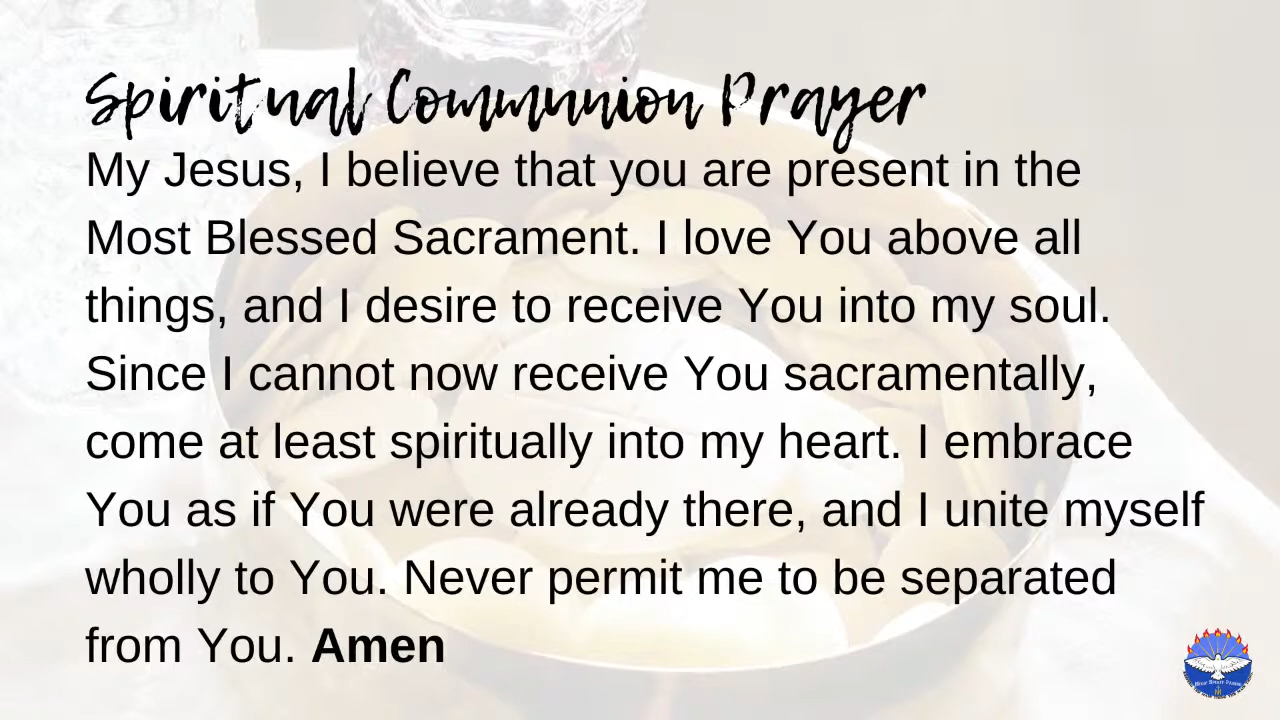 Spiritual Communion Prayer
My Jesus, I believe that you are present in the
Most Blessed Sacrament. I love You above all
things, and I desire to receive You into my soul.
Since I cannot now receive You sacramentally,
come at least spiritually into my heart. I embrace
You as if You were already there, and I unite myself
wholly to You. Never permit me to be separated
from You. Amen
Holy Spirit Parish